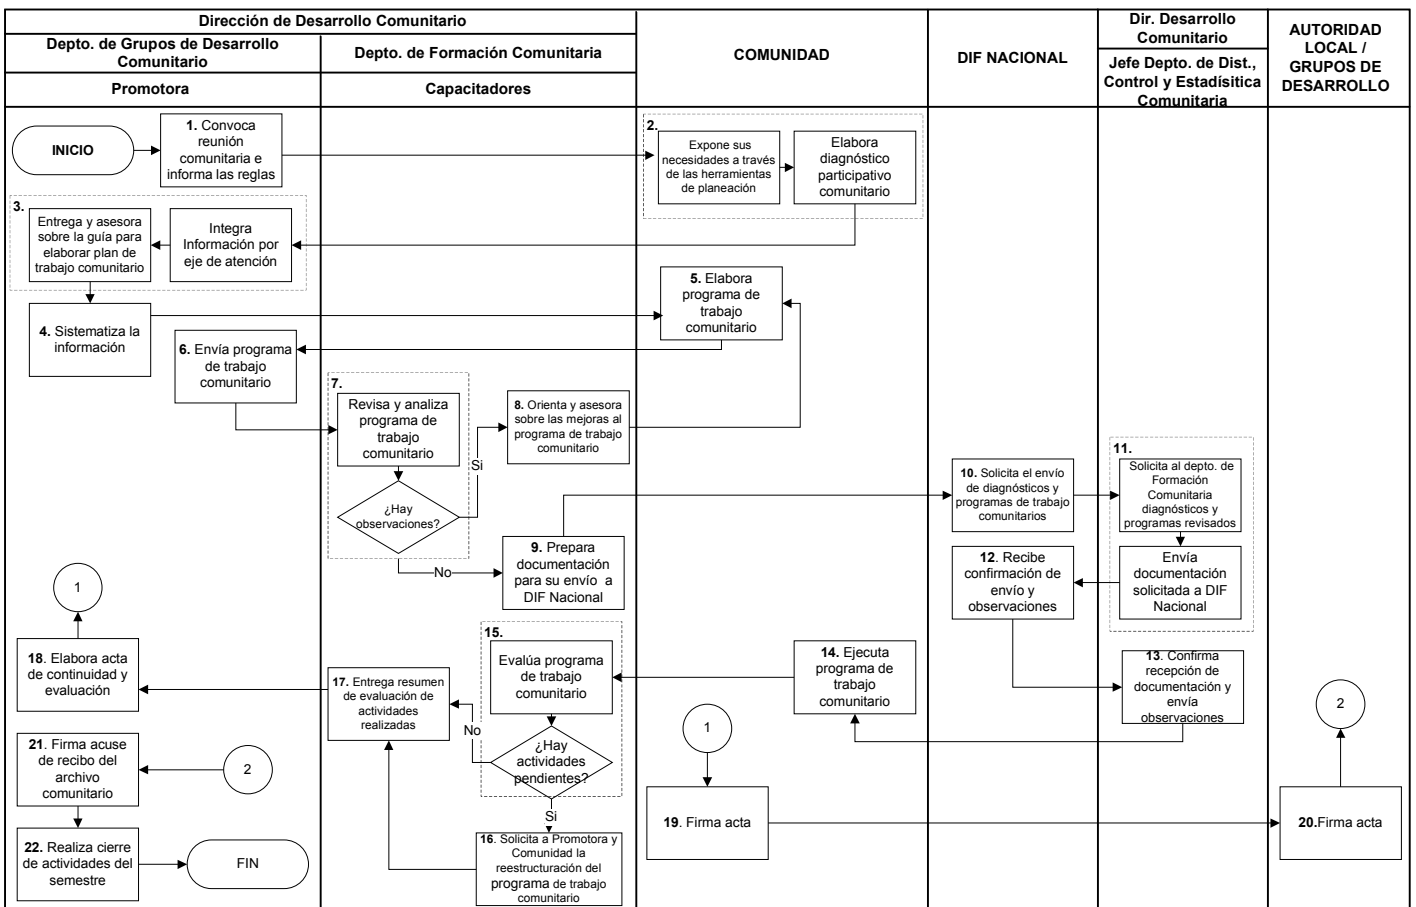 Dirección de Desarrollo Comunitario
Depto. de Grupos de Desarrollo
Comunitario
Depto. de Formación Comunitaria
Promotora
Capacitadores
COMUNIDAD
DIF NACIONAL
Dir. Desarrollo
Comunitario
Jefe Depto. de Dist.,
Control y Estadísitica
Comunitaria
AUTORIDAD
LOCAL /
GRUPOS DE
DESARROLLO
INICIO
1. Convoca
reunión
comunitaria e
informa las reglas
2.
Expone sus
necesidades a través
de las herramientas
de planeación
Elabora
diagnóstico
participativo
comunitario
3.
Entrega y asesora
sobre la guía para
elaborar plan de
trabajo comunitario
Integra
Información por
eje de atención
4. Sistematiza la
información
5. Elabora
programa de
trabajo
comunitario
6. Envía programa
de trabajo
comunitario
7.
Revisa y analiza
programa de
trabajo
comunitario
¿Hay
observaciones?
Si
No
8. Orienta y asesora
sobre las mejoras al
programa de trabajo
comunitario
9. Prepara
documentación
para su envío a
DIF Nacional
10. Solicita el envío
de diagnósticos y
programas de trabajo
comunitarios
11.
Solicita al depto. de
Formación
Comunitaria
diagnósticos y
programas revisados
Envía
documentación
solicitada a DIF
Nacional
12. Recibe
confirmación de
envío y
observaciones
13. Confirma
recepción de
documentación y
envía
observaciones
14. Ejecuta
programa de
trabajo
comunitario
15.
Evalúa programa
de trabajo
comunitario
¿Hay
actividades
pendientes?
No
Si
16. Solicita a Promotora y
Comunidad la
reestructuración del
programa de trabajo
comunitario
17. Entrega resumen
de evaluación de
actividades
realizadas
18. Elabora acta
de continuidad y
evaluación
1
1
19. Firma acta
20.Firma acta
2
2
21. Firma acuse
de recibo del
archivo
comunitario
22. Realiza cierre
de actividades del
semestre
FIN